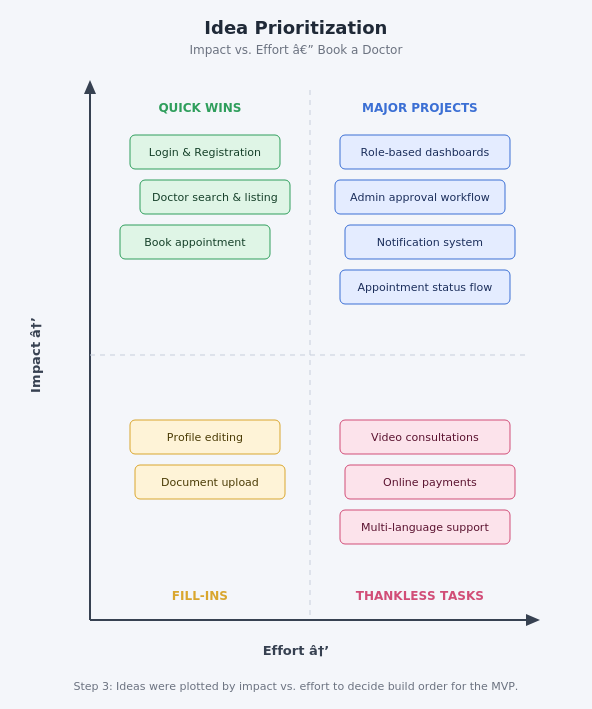 Idea Prioritization
Impact vs. Effort â€” Book a Doctor
QUICK WINS
MAJOR PROJECTS
Login & Registration
Role-based dashboards
Doctor search & listing
Admin approval workflow
Book appointment
Notification system
Appointment status flow
Impact â†’
Profile editing
Video consultations
Document upload
Online payments
Multi-language support
FILL-INS
THANKLESS TASKS
Effort â†’
Step 3: Ideas were plotted by impact vs. effort to decide build order for the MVP.